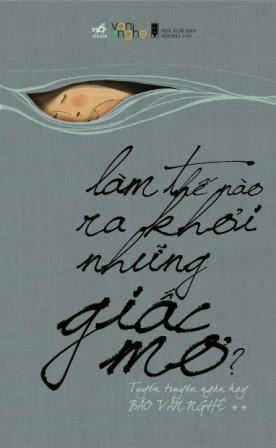 văn nghệ
NHÀ XUẤT BẢN
HỘI NHÀ VĂN
làm thế nào
ra khỏi
những
giấc
mơ?
Tuyển truyện ngắn hay
BÁO VĂN NGHỆ **